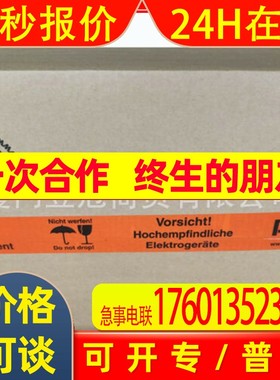 秒报价 24H在
次合作 终生的朋
Nicht werfen!
Do not drop!
Vorsicht!
Hochempfindliche
Elektrogeräte
价格
可谈
急事电联 1760135523
可开专/普